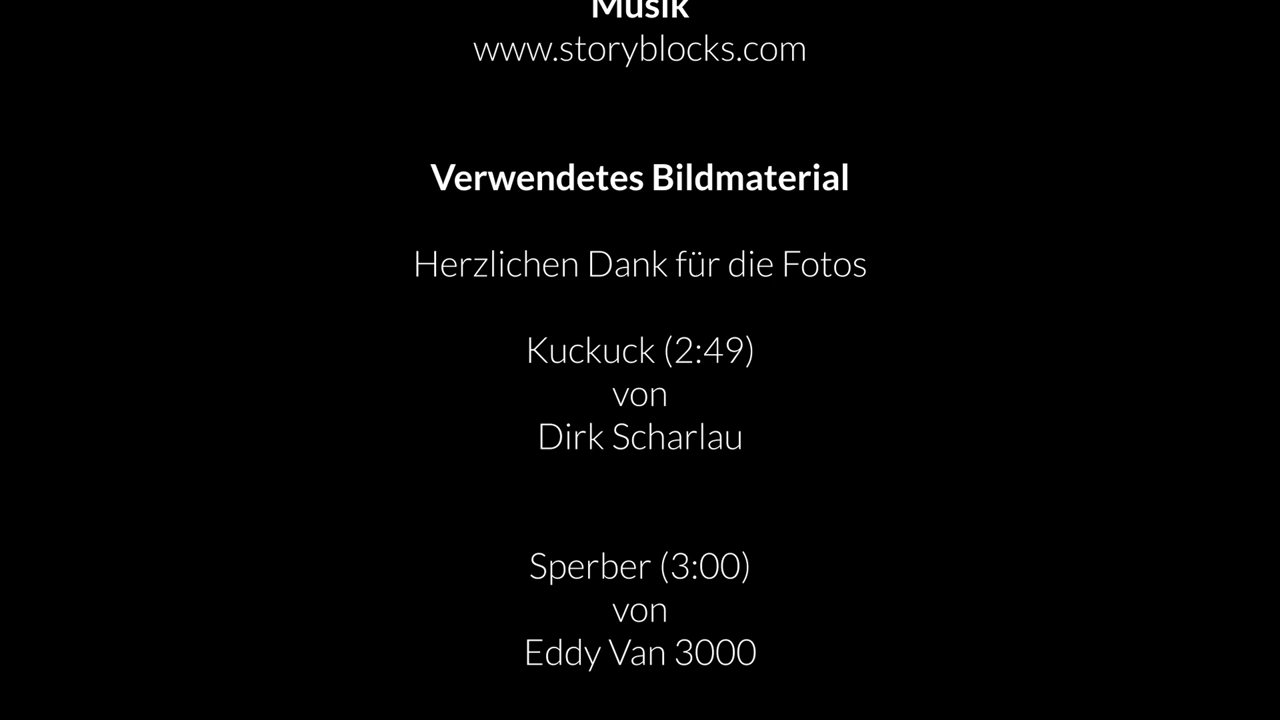 Musik
www.storyblocks.com
Verwendetes Bildmaterial
Herzlichen Dank für die Fotos
Kuckuck (2:49)
von
Dirk Scharlau
Sperber (3:00)
von
Eddy Van 3000